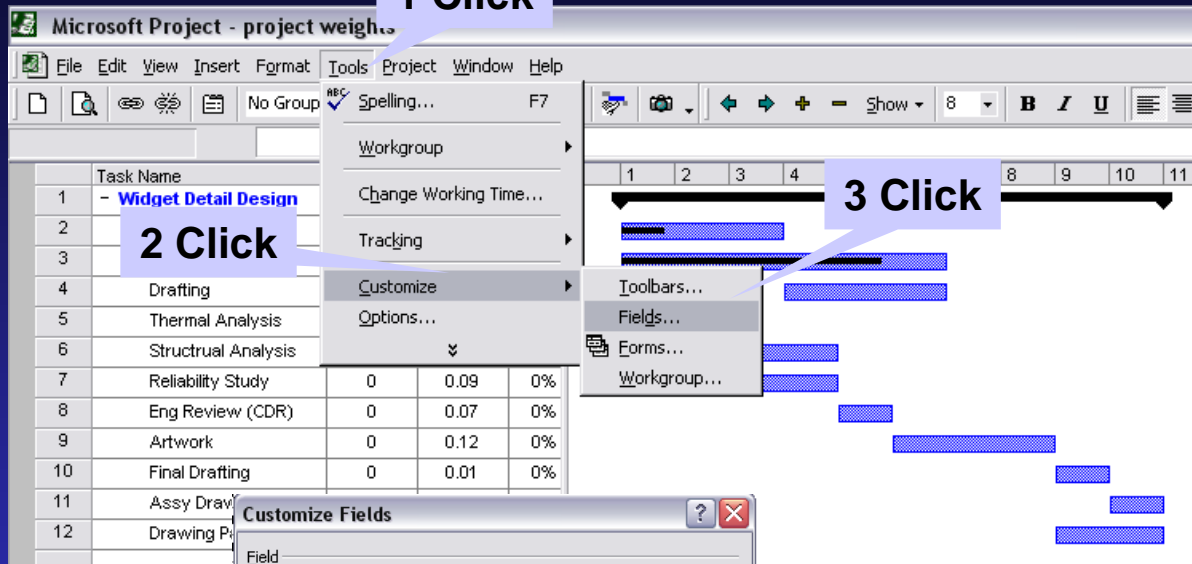 1 Click
Microsoft Project - project weights
File Edit View Insert Format Tools Project Window Help
No Group ABC Spelling... F7 Show 8 B I U
Workgroup
Task Name 1 2 3 4 8 9 10 11
1 - Widget Detail Design Change Working Time... 3 Click
2
2 Click Tracking
3
4 Drafting Customize Toolbars...
5 Thermal Analysis Options... Fields...
6 Structrual Analysis Forms...
7 Reliability Study 0 0.09 0% Workgroup...
8 Eng Review (CDR) 0 0.07 0%
9 Artwork 0 0.12 0%
10 Final Drafting 0 0.01 0%
11 Assy Customize Fields ?
12 Drawing
Field